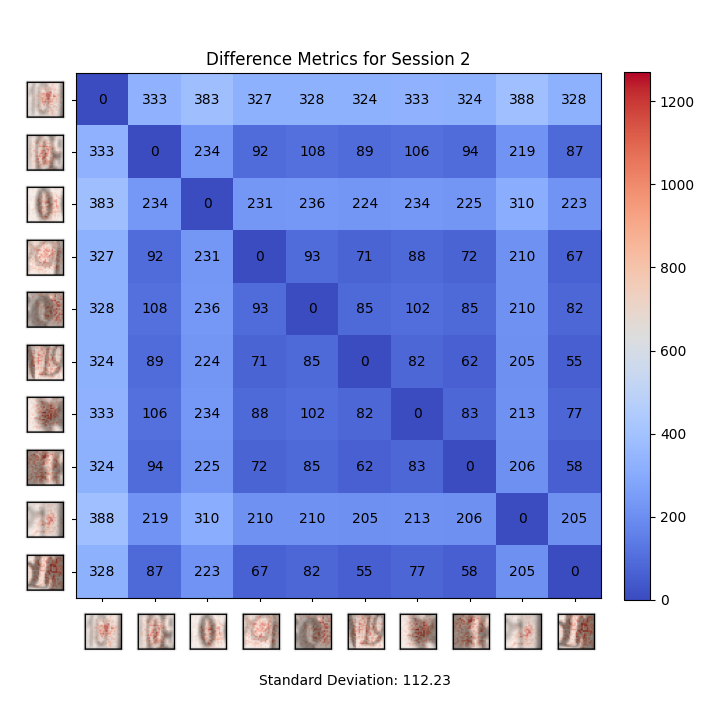 Difference Metrics for Session 2
0 333 383 327 328 324 333 324 388 328
333 0 234 92 108 89 106 94 219 87
383 234 0 231 236 224 234 225 310 223
327 92 231 0 93 71 88 72 210 67
328 108 236 93 0 85 102 85 210 82
324 89 224 71 85 0 82 62 205 55
333 106 234 88 102 82 0 83 213 77
324 94 225 72 85 62 83 0 206 58
388 219 310 210 210 205 213 206 0 205
328 87 223 67 82 55 77 58 205 0
1200
1000
800
600
400
200
0
Standard Deviation: 112.23